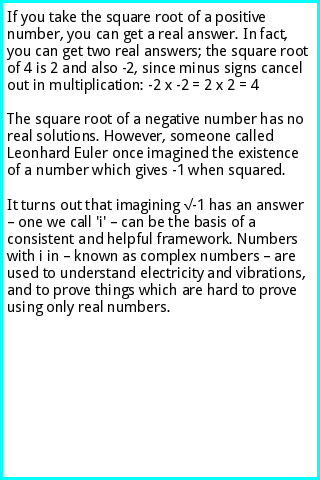 If you take the square root of a positive
number, you can get a real answer. In fact,
you can get two real answers; the square root
of 4 is 2 and also -2, since minus signs cancel
out in multiplication: -2 x -2 = 2 x 2 = 4
The square root of a negative number has no
real solutions. However, someone called
Leonhard Euler once imagined the existence
of a number which gives -1 when squared.
It turns out that imagining √-1 has an answer
– one we call 'i' – can be the basis of a
consistent and helpful framework. Numbers
with i in – known as complex numbers – are
used to understand electricity and vibrations,
and to prove things which are hard to prove
using only real numbers.